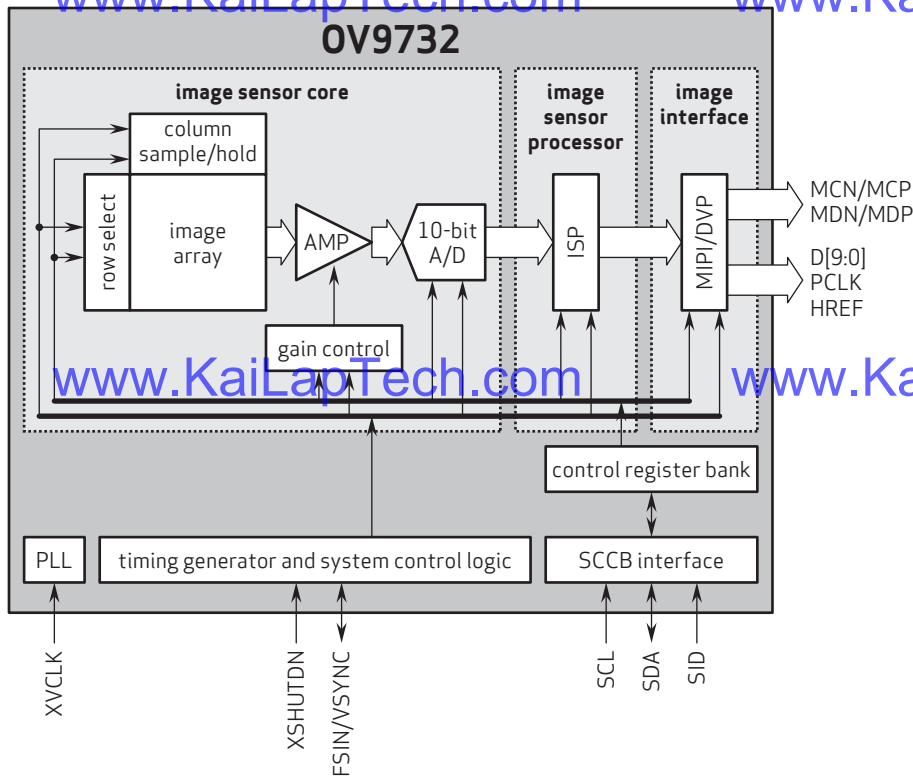 www.KaiLapTech.com
www.Ka
OV9732
image sensor core
image
sensor
processor
image
interface
column
sample/hold
row select
image
array
AMP
10-bit
A/D
ISP
MIPI/DVP
MCN/MCP
MDN/MDP
D[9:0]
PCLK
HREF
gain control
www.KaiLapTech.com
www.Ka
control register bank
PLL
timing generator and system control logic
SCCB interface
XVCLK
XSHUTDN
FSIN/VSYNC
SCL
SDA
SID